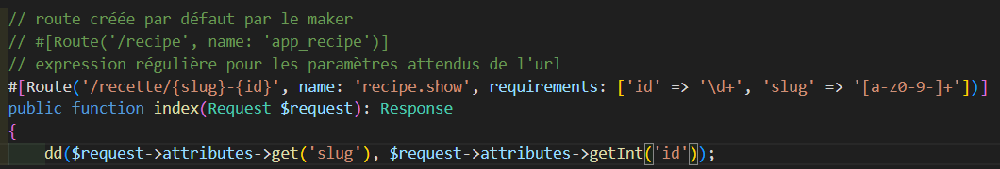 // route créée par défaut par le maker
// #[Route('/recipe', name: 'app_recipe')]
// expression régulière pour les paramètres attendus de l'url
#[Route('/recette/{slug}-{id}', name: 'recipe.show', requirements: ['id' => '\d+', 'slug' => '[a-z0-9-]+'])]
public function index(Request $request): Response
{
    dd($request->attributes->get('slug'), $request->attributes->getInt('id'));